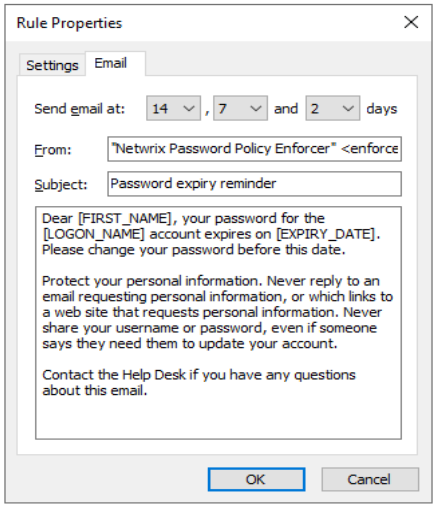 Rule Properties
Settings
Email
Send email at: 14 , 7 and 2 days
From: "Netwrix Password Policy Enforcer" <enforce
Subject: Password expiry reminder
Dear [FIRST_NAME], your password for the
[LOGON_NAME] account expires on [EXPIRY_DATE].
Please change your password before this date.
Protect your personal information. Never reply to an
email requesting personal information, or which links to
a web site that requests personal information. Never
share your username or password, even if someone
says they need them to update your account.
Contact the Help Desk if you have any questions
about this email.
OK Cancel